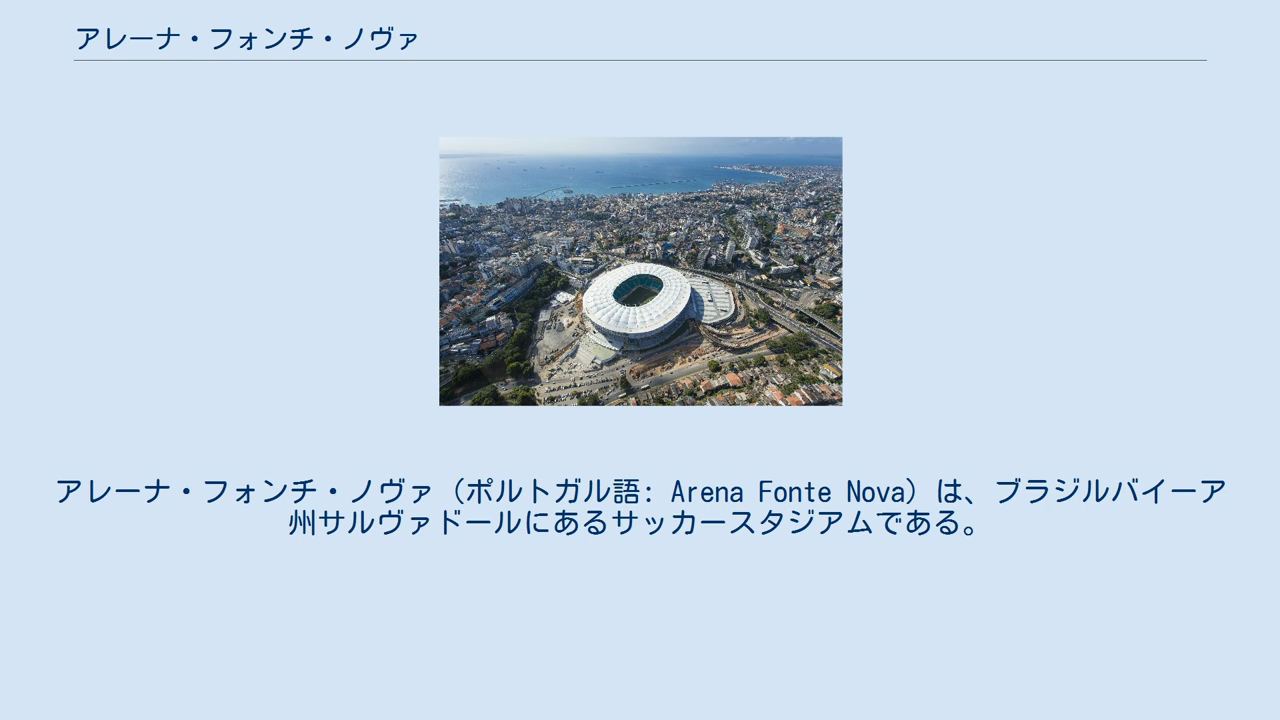 アレーナ・フォンチ・ノヴァ
アレーナ・フォンチ・ノヴァ（ポルトガル語: Arena Fonte Nova）は、ブラジルバイーア
州サルヴァドールにあるサッカースタジアムである。